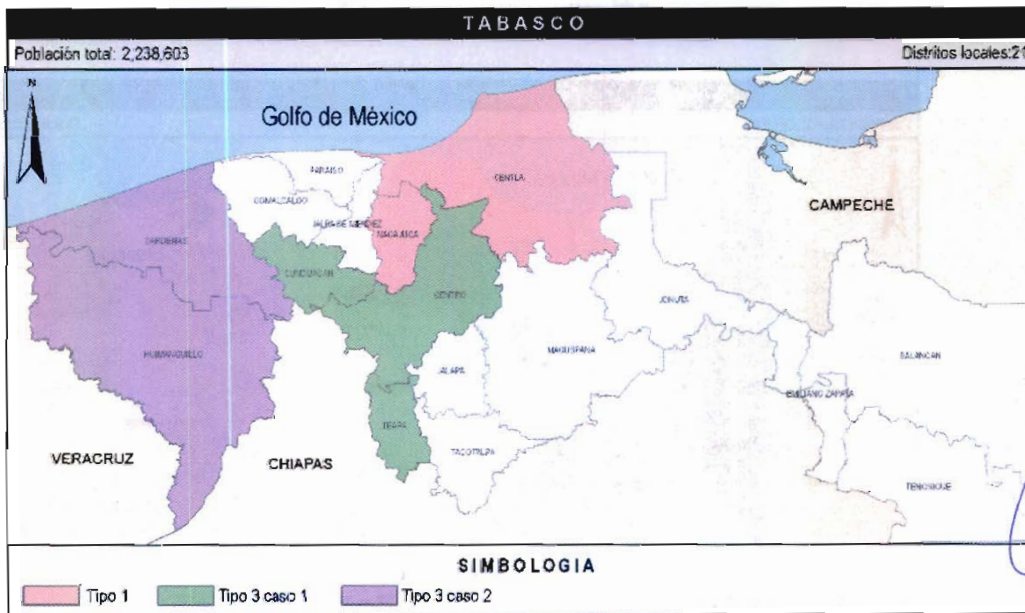 TABASCO
Población total: 2,238,603
Distritos locales:21
N
Golfo de México
PARAISO
CENTLA
COMALCALCO
CAMPECHE
JALPA DE MENDEZ
NACAJUCA
CARDENAS
CUNDUACAN
CENTRO
JONUTA
HUIMANGUILLO
MACUSPANA
BALANCAN
JALAPA
EMILIANO ZAPATA
TEAPA
VERACRUZ
CHIAPAS
TACOTALPA
TENOSIQUE
SIMBOLOGIA
Tipo 1
Tipo 3 caso 1
Tipo 3 caso 2